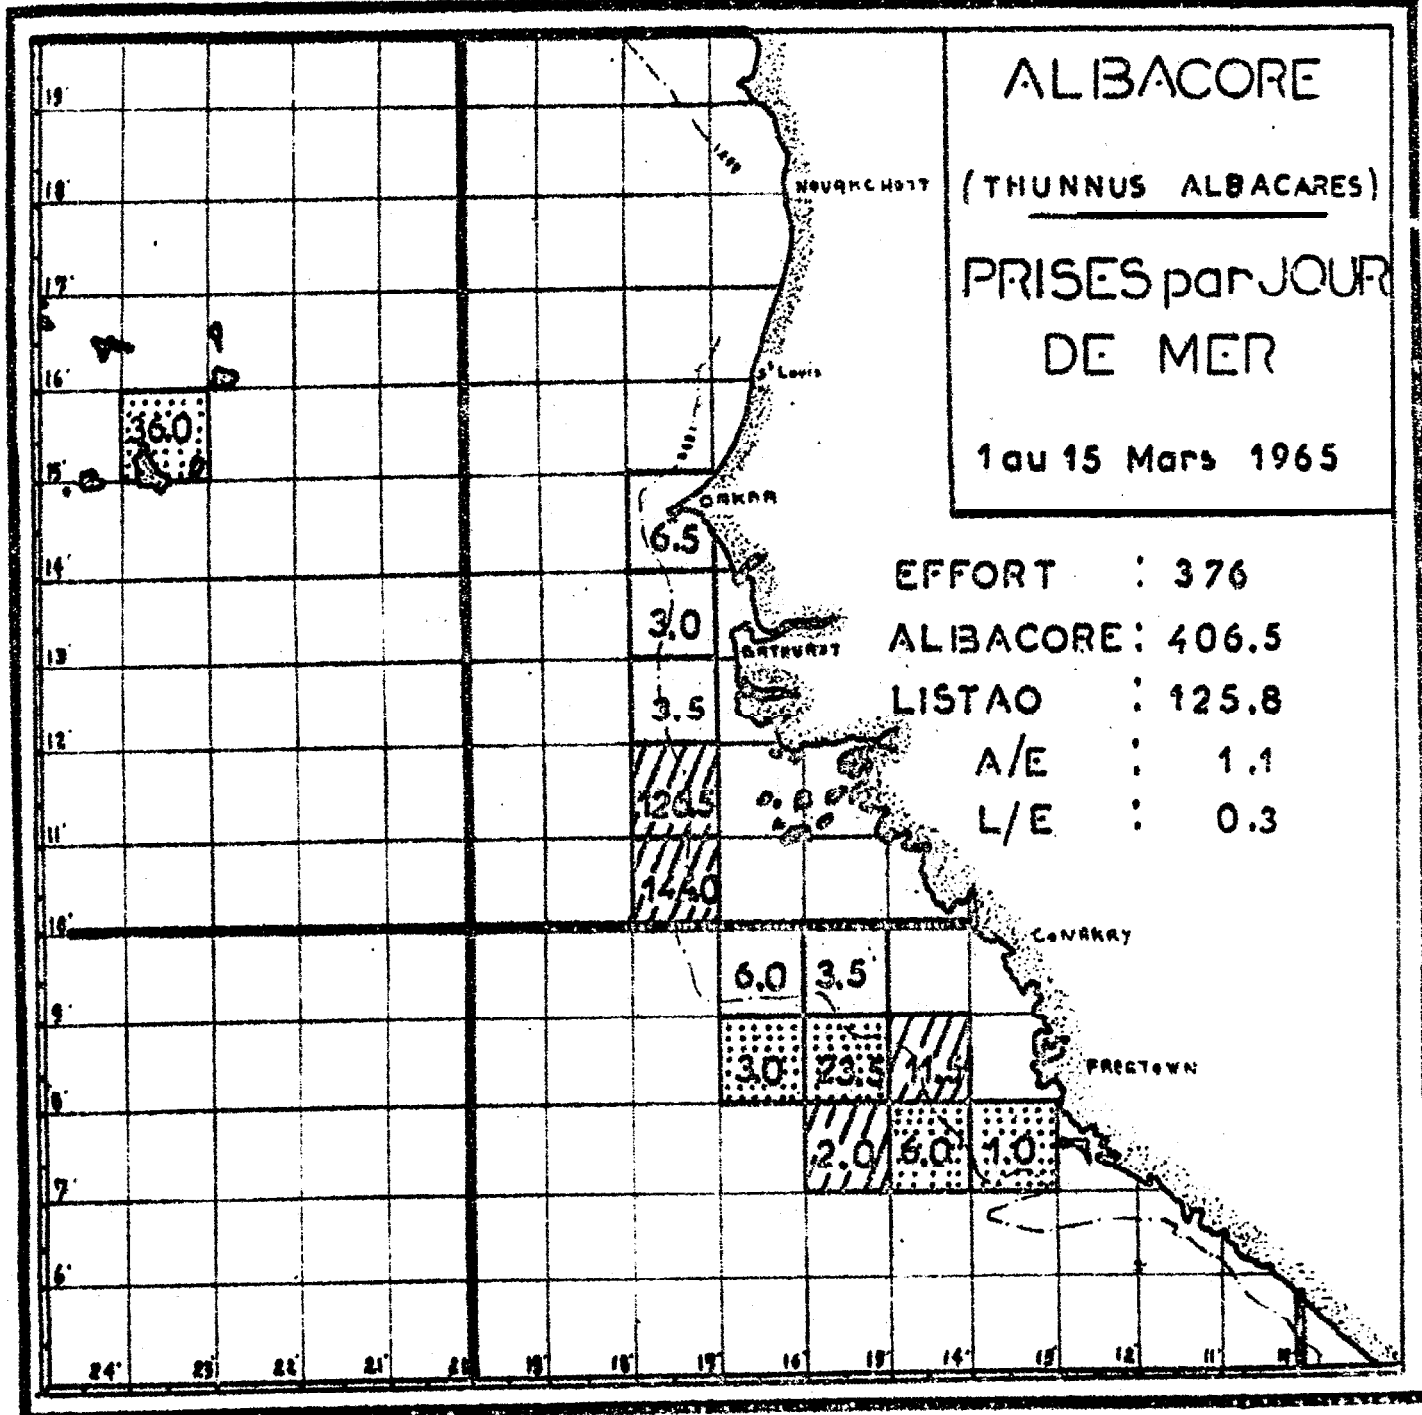 ALBACORE
(THUNNUS ALBACARES)
PRISES par JOUR
DE MER
1 au 15 Mars 1965
EFFORT : 376
ALBACORE : 406.5
LISTAO : 125.8
A/E : 1.1
L/E : 0.3
19°
18°
17°
16°
15°
14°
13°
12°
11°
10°
9°
8°
7°
6°
NOUAKCHOTT
St Louis
DAKAR
BATHURST
CONAKRY
FREETOWN
36.0
6.5
3.0
3.5
126.5
6.0 3.5
3.0 23.5
2.0 6.0 1.0
24° 23° 22° 21° 19° 18° 17° 16° 15° 14° 13° 12° 11°